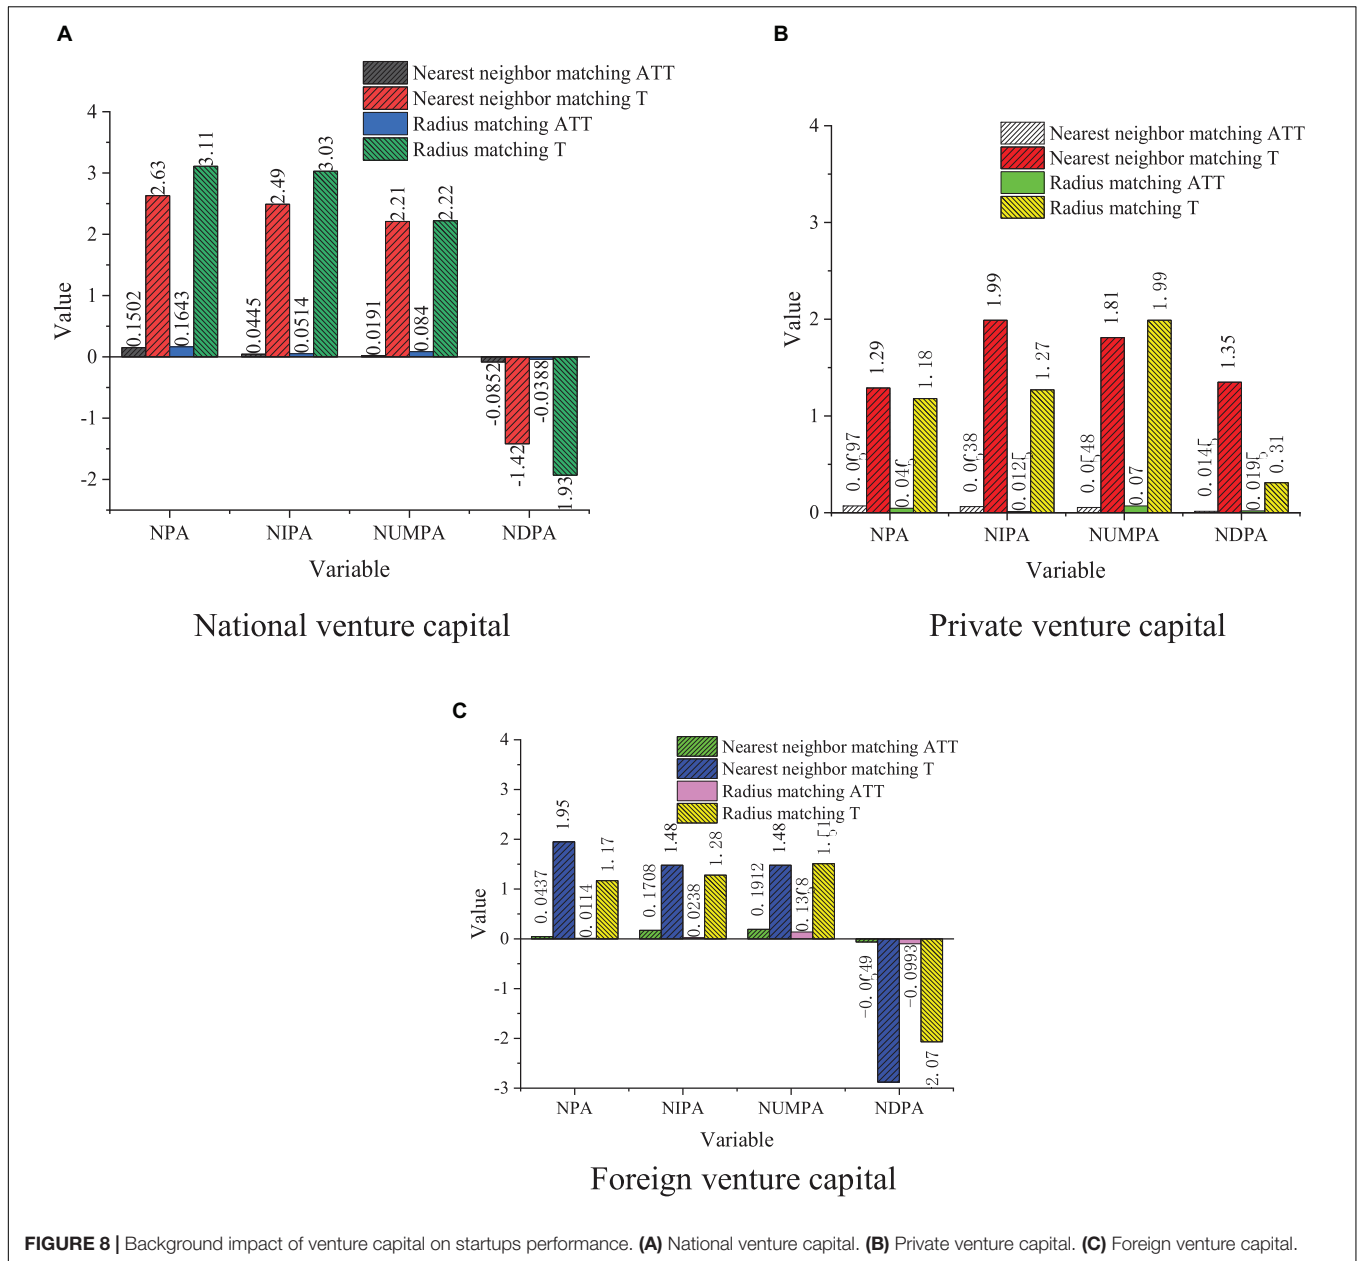 A
Nearest neighbor matching ATT
Nearest neighbor matching T
Radius matching ATT
Radius matching T
4
3
2
1
0
-1
-2
Value
0.1502
2.63
0.1643
3.11
0.0445
2.49
0.0514
3.03
0.0191
2.21
0.084
2.22
-0.0852
-1.42
-0.0388
1.93
NPA
NIPA
NUMPA
NDPA
Variable
National venture capital
B
Nearest neighbor matching ATT
Nearest neighbor matching T
Radius matching ATT
Radius matching T
4
3
2
1
0
Value
1.29
1.18
1.99
1.27
1.81
0.07
1.99
1.35
0.31
NPA
NIPA
NUMPA
NDPA
Variable
Private venture capital
C
Nearest neighbor matching ATT
Nearest neighbor matching T
Radius matching ATT
Radius matching T
4
3
2
1
0
-1
-2
-3
Value
0.0437
1.95
0.0114
1.17
0.1708
1.48
0.0238
1.28
0.1912
1.48
-0.0993
2.07
NPA
NIPA
NUMPA
NDPA
Variable
Foreign venture capital
FIGURE 8 | Background impact of venture capital on startups performance. (A) National venture capital. (B) Private venture capital. (C) Foreign venture capital.